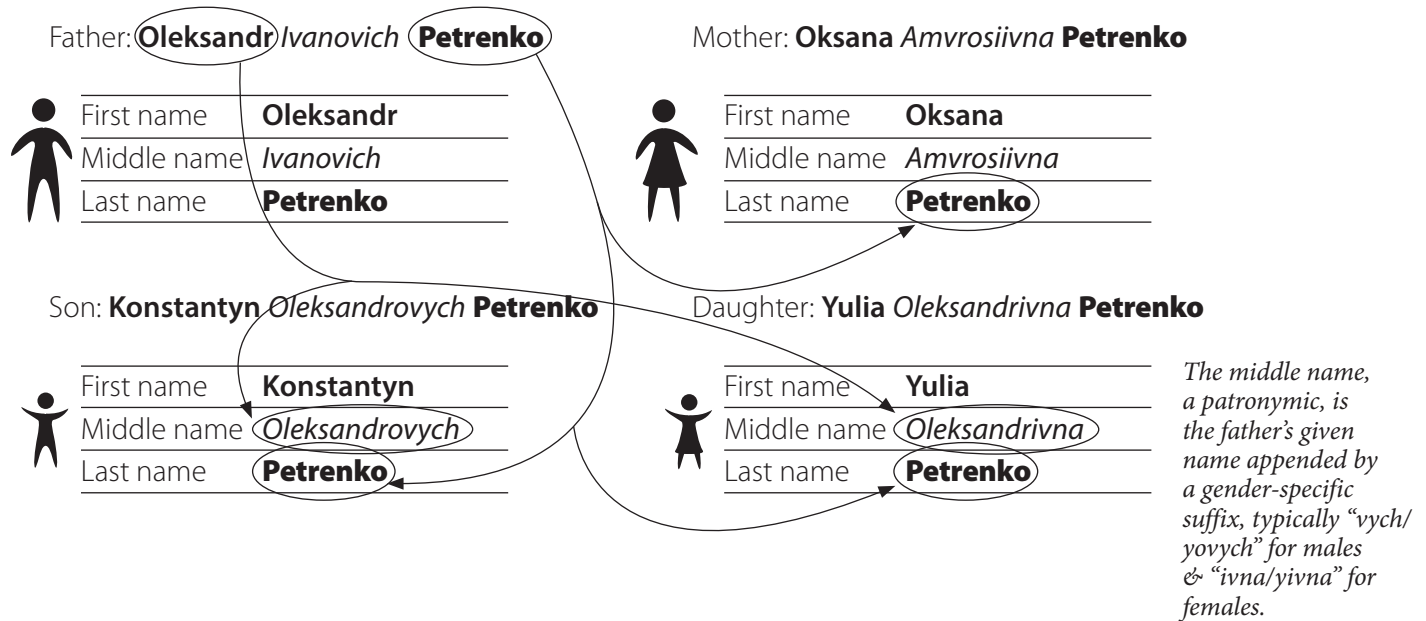 Father: Oleksandr Ivanovich Petrenko
First name Oleksandr
Middle name Ivanovich
Last name Petrenko
Mother: Oksana Amvrosiivna Petrenko
First name Oksana
Middle name Amvrosiivna
Last name Petrenko
Son: Konstantyn Oleksandrovych Petrenko
First name Konstantyn
Middle name Oleksandrovych
Last name Petrenko
Daughter: Yulia Oleksandrivna Petrenko
First name Yulia
Middle name Oleksandrivna
Last name Petrenko
The middle name,
a patronymic, is
the father's given
name appended by
a gender-specific
suffix, typically “vych/
yovych” for males
& “ivna/yivna” for
females.